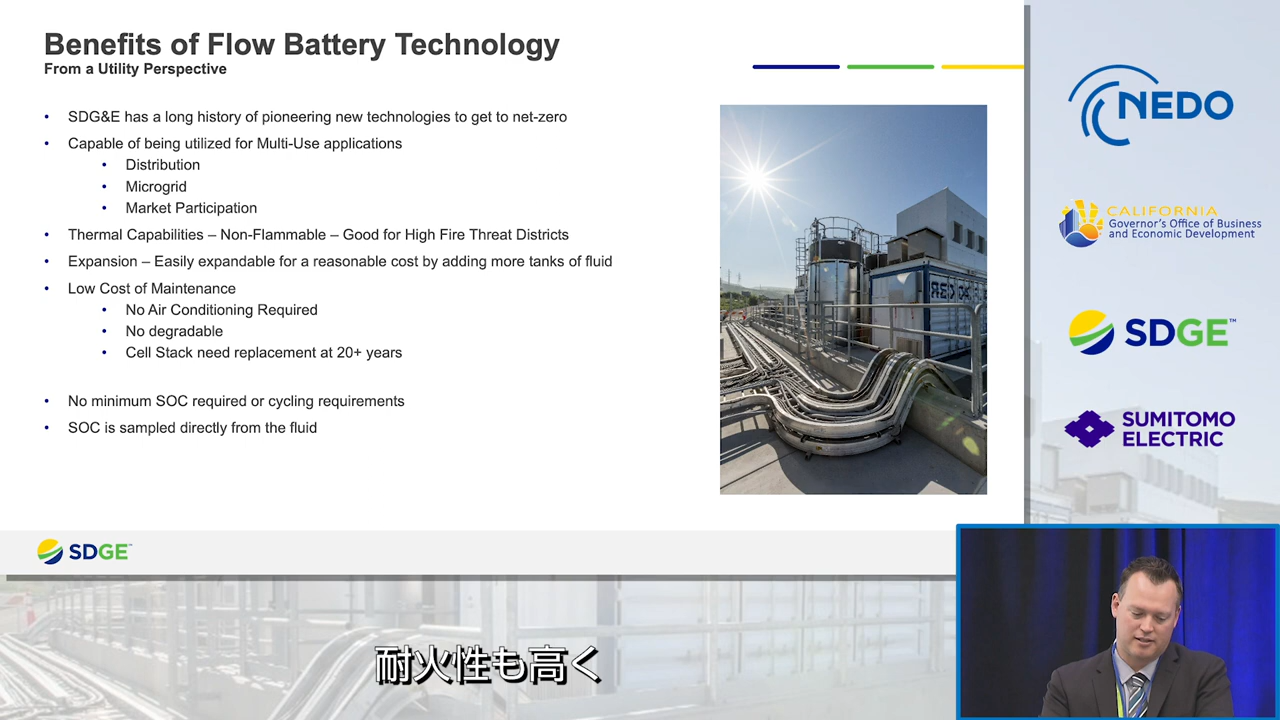 Benefits of Flow Battery Technology
From a Utility Perspective
• SDG&E has a long history of pioneering new technologies to get to net-zero
• Capable of being utilized for Multi-Use applications
• Distribution
• Microgrid
• Market Participation
• Thermal Capabilities – Non-Flammable – Good for High Fire Threat Districts
• Expansion – Easily expandable for a reasonable cost by adding more tanks of fluid
• Low Cost of Maintenance
• No Air Conditioning Required
• No degradable
• Cell Stack need replacement at 20+ years
• No minimum SOC required or cycling requirements
• SOC is sampled directly from the fluid
SDGE™
NEDO
CALIFORNIA
Governor's Office of Business
and Economic Development
SDGE™
SUMITOMO
ELECTRIC
耐火性も高く